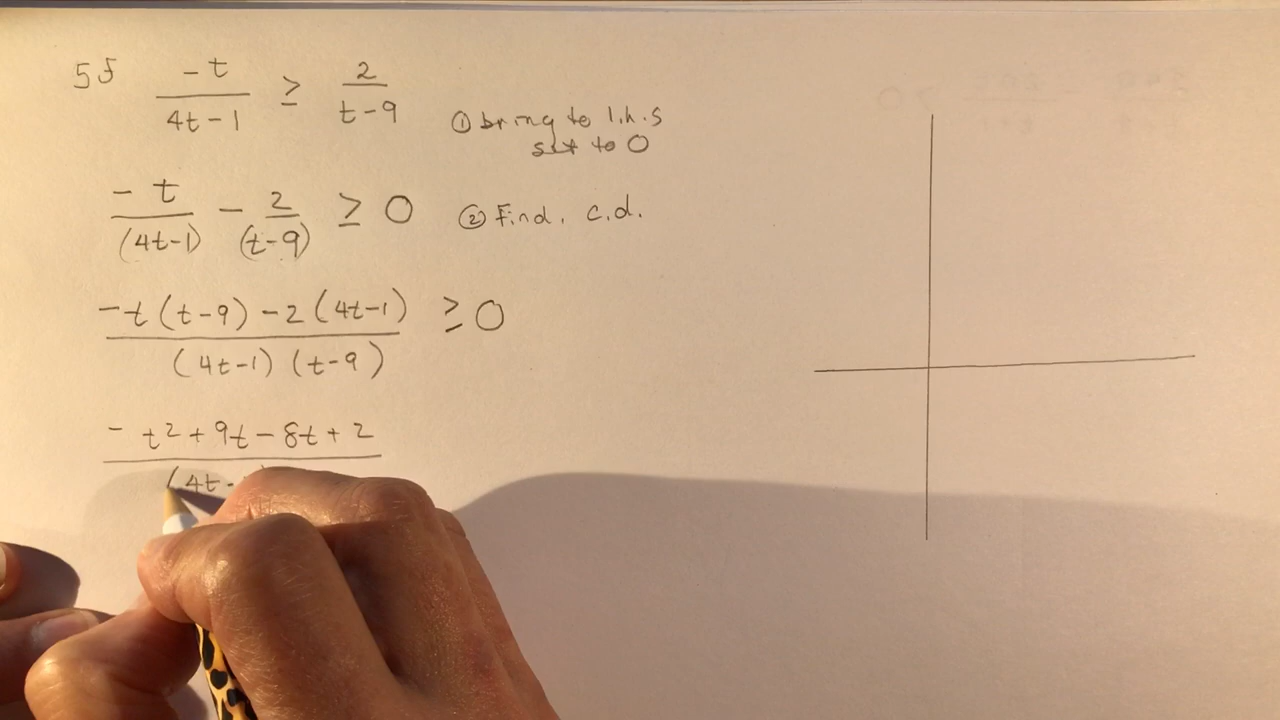 5f -t/(4t-1) ≥ 2/(t-9)
① bring to l.h.s
set to 0
-t/(4t-1) - 2/(t-9) ≥ 0 ② Find. c.d.
(-t(t-9) -2(4t-1))/((4t-1)(t-9)) ≥ 0
- t² + 9t - 8t + 2
(4t -